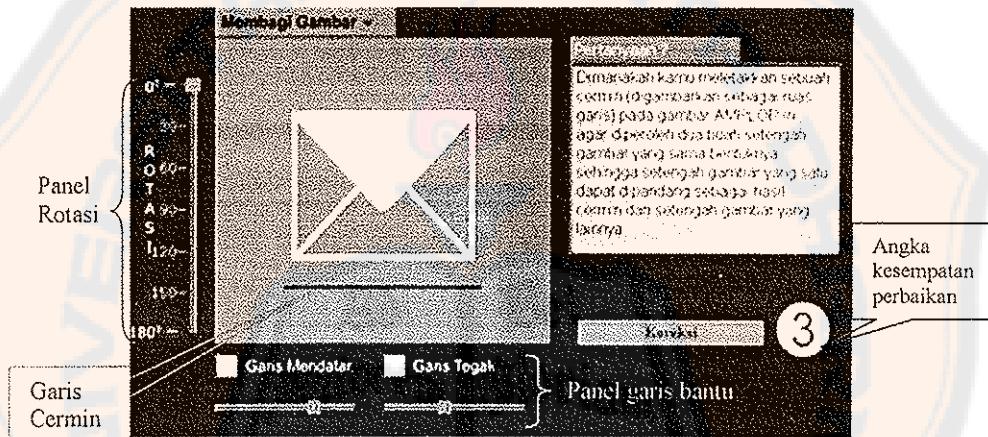 Membagi Gambar
Pertanyaan ?
Dimanakah kamu meletakkan sebuah
cermin (digambarkan sebagai ruas
garis) pada gambar AMPLOP ini
agar diperoleh dua buah setengah
gambar yang sama bentuknya
sehingga setengah gambar yang satu
dapat dipandang sebagai hasil
cermin dari setengah gambar yang
lainnya
0°
30
60
90
120
150
180°
ROTASI
Panel
Rotasi
Angka
kesempatan
perbaikan
Koreksi
3
Garis Mendatar
Garis Tegak
Panel garis bantu
Garis
Cermin